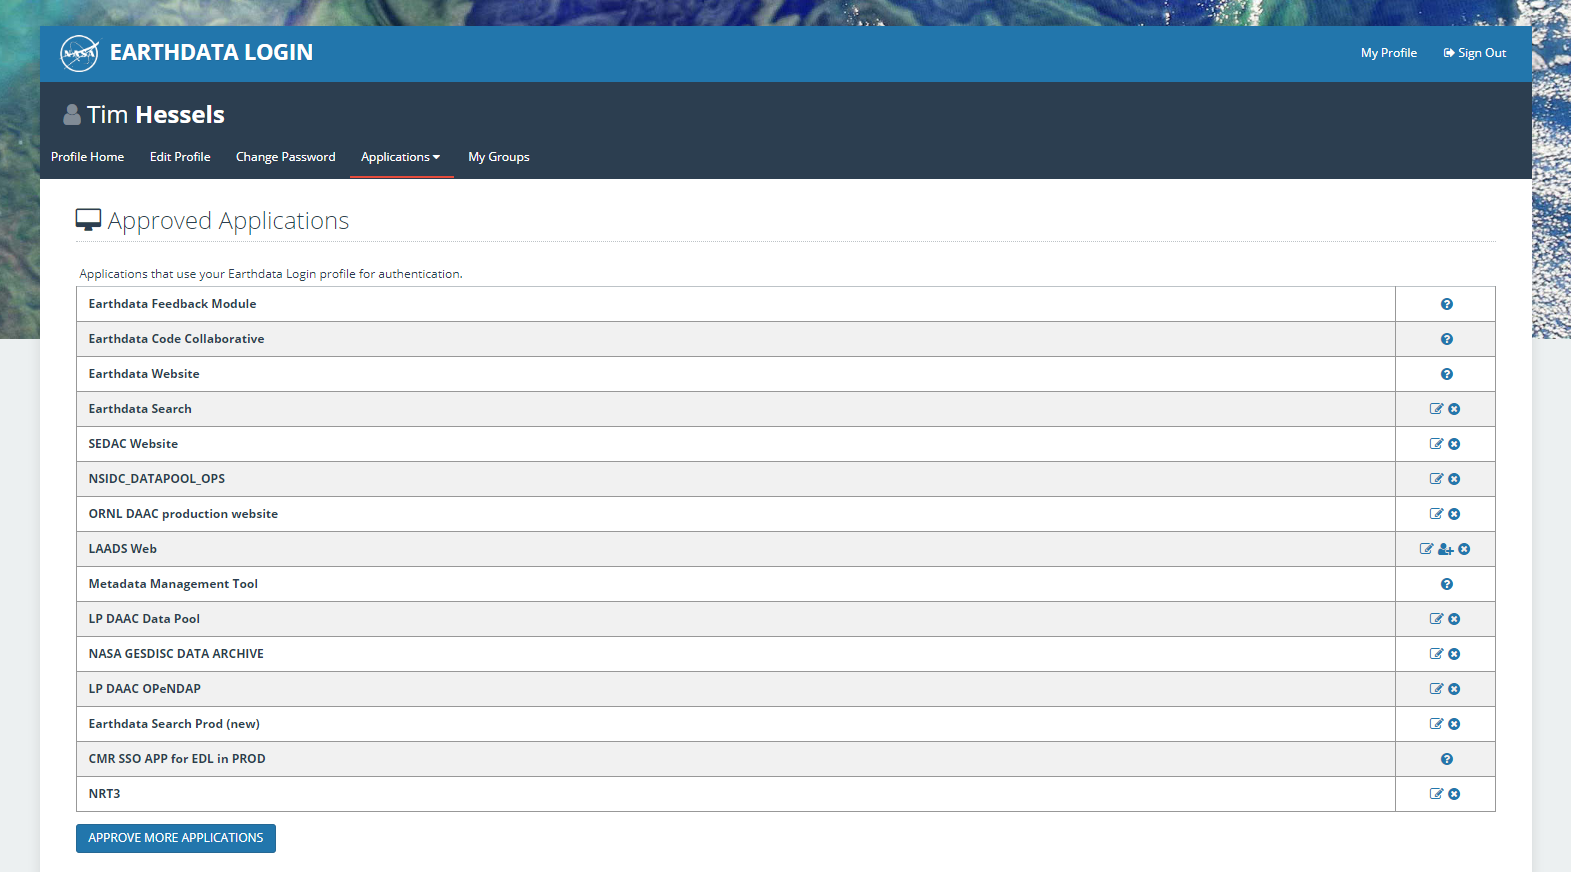 NASA EARTHDATA LOGIN
My Profile Sign Out
Tim Hessels
Profile Home Edit Profile Change Password Applications My Groups
Approved Applications
Applications that use your Earthdata Login profile for authentication.
Earthdata Feedback Module
Earthdata Code Collaborative
Earthdata Website
Earthdata Search
SEDAC Website
NSIDC_DATAPOOL_OPS
ORNL DAAC production website
LAADS Web
Metadata Management Tool
LP DAAC Data Pool
NASA GESDISC DATA ARCHIVE
LP DAAC OPeNDAP
Earthdata Search Prod (new)
CMR SSO APP for EDL in PROD
NRT3
APPROVE MORE APPLICATIONS